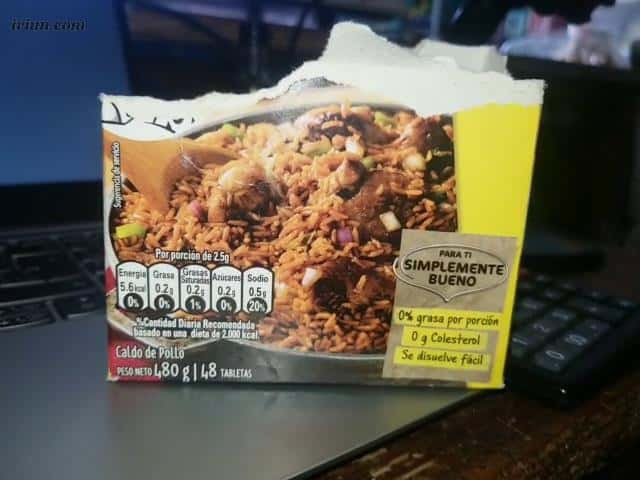 iriun.com
Sugerencia de servicio
Por porción de 2.5g
Energía Grasa Grasas Saturadas Azúcares Sodio
5.6kcal 0.2g 0.2g 0.2g 0.5g
0% 0% 1% 0% 20%
%Cantidad Diaria Recomendada
basado en una dieta de 2.000 kcal
Caldo de Pollo
PESO NETO 480 g | 48 TABLETAS
PARA TI
SIMPLEMENTE
BUENO
0% grasa por porción
0 g Colesterol
Se disuelve fácil